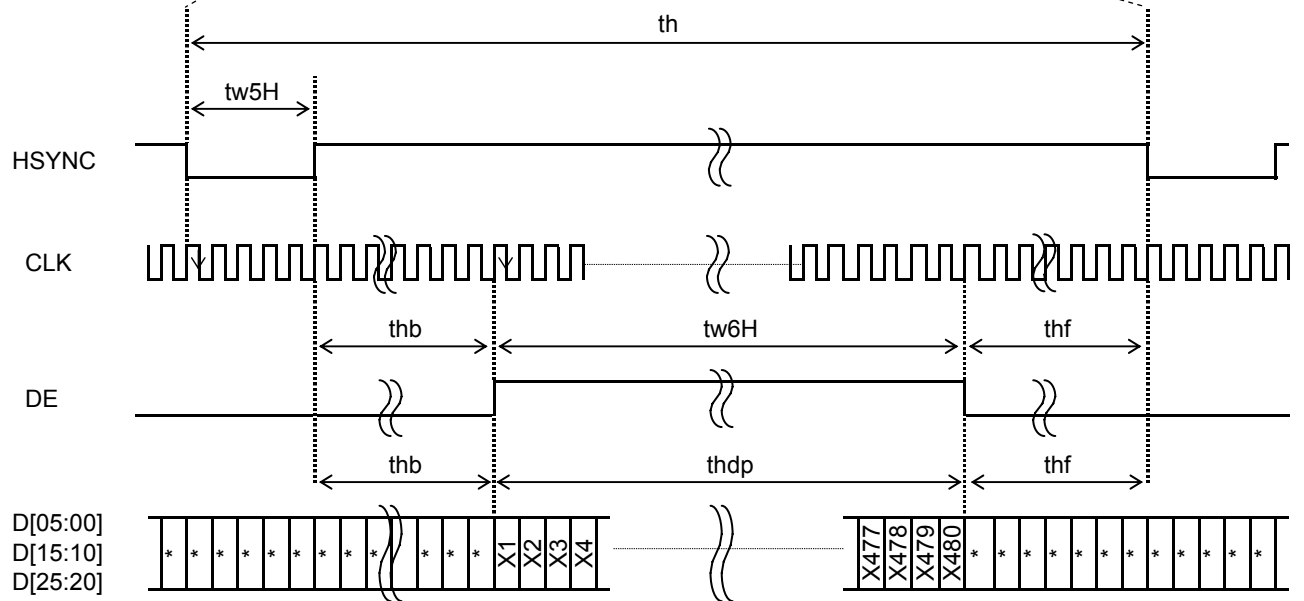 th
tw5H
HSYNC
CLK
thb tw6H thf
DE
thb thdp thf
D[05:00]
D[15:10]
D[25:20]
* * * * * * * * * * * * X1 X2 X3 X4 X477 X478 X479 X480 * * * * * * * * * * * *